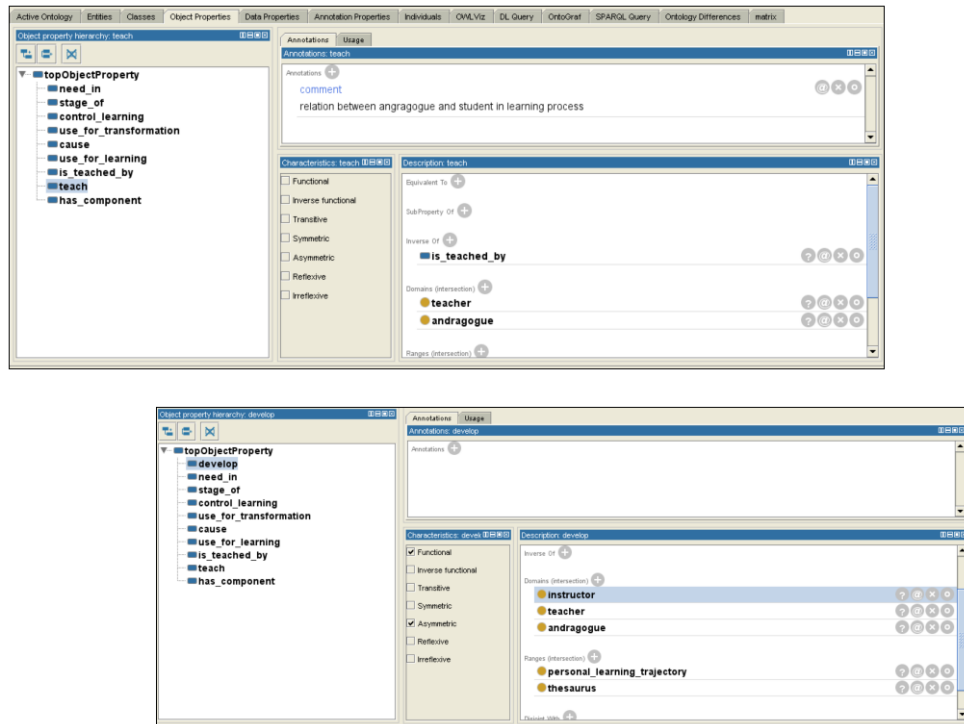 Active Ontology Entities Classes Object Properties Data Properties Annotation Properties Individuals OWLViz DL Query OntoGraf SPARQL Query Ontology Differences matrix
Object property hierarchy: teach
topObjectProperty
need_in
stage_of
control_learning
use_for_transformation
cause
use_for_learning
is_teached_by
teach
has_component
Annotations Usage
Annotations: teach
Annotations
comment
relation between angragogue and student in learning process
Characteristics: teach
Functional
Inverse functional
Transitive
Symmetric
Asymmetric
Reflexive
Irreflexive
Description: teach
Equivalent To
SubProperty Of
Inverse Of
is_teached_by
Domains (intersection)
teacher
andragogue
Ranges (intersection)
Object property hierarchy: develop
topObjectProperty
develop
need_in
stage_of
control_learning
use_for_transformation
cause
use_for_learning
is_teached_by
teach
has_component
Annotations Usage
Annotations: develop
Annotations
Characteristics: devek
Functional
Inverse functional
Transitive
Symmetric
Asymmetric
Reflexive
Irreflexive
Description: develop
Inverse Of
Domains (intersection)
instructor
teacher
andragogue
Ranges (intersection)
personal_learning_trajectory
thesaurus